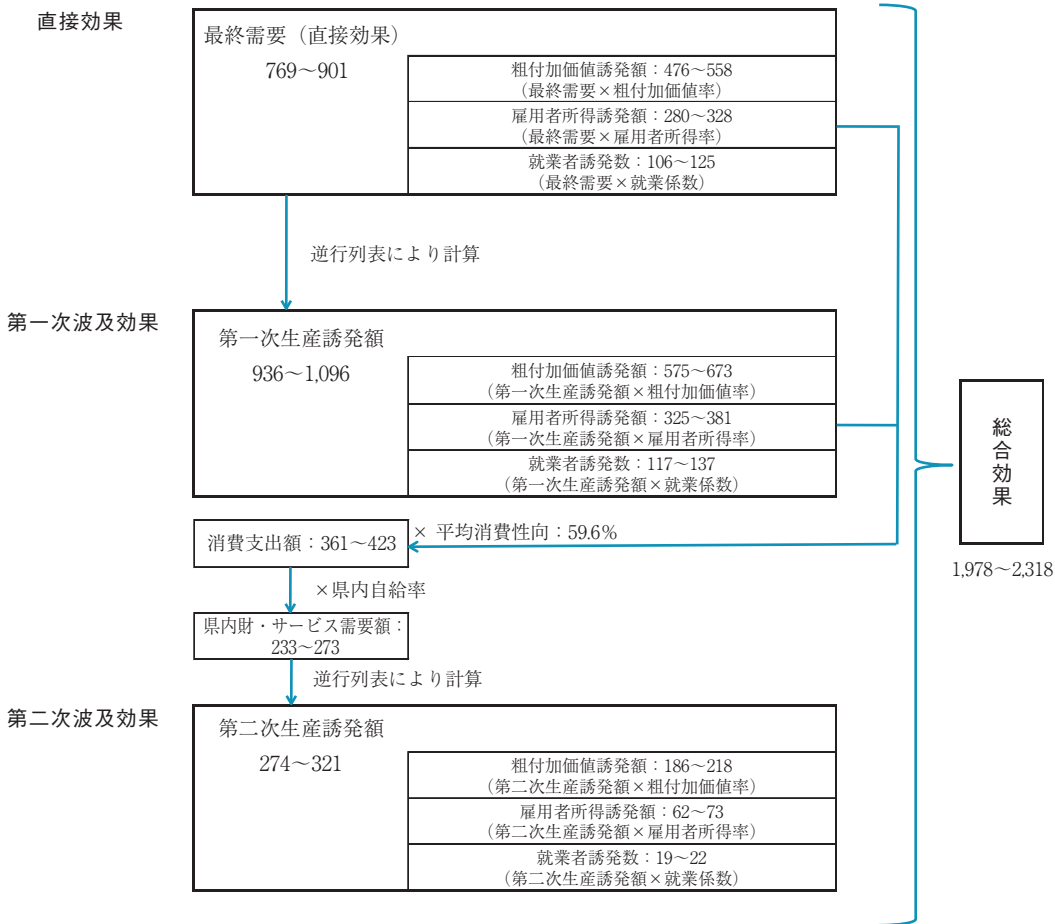 直接効果
最終需要（直接効果）
769～901
粗付加価値誘発額：476～558
（最終需要×粗付加価値率）
雇用者所得誘発額：280～328
（最終需要×雇用者所得率）
就業者誘発数：106～125
（最終需要×就業係数）
逆行列表により計算
第一次波及効果
第一次生産誘発額
936～1,096
粗付加価値誘発額：575～673
（第一次生産誘発額×粗付加価値率）
雇用者所得誘発額：325～381
（第一次生産誘発額×雇用者所得率）
就業者誘発数：117～137
（第一次生産誘発額×就業係数）
総合効果
1,978～2,318
消費支出額：361～423
× 平均消費性向：59.6%
×県内自給率
県内財・サービス需要額：
233～273
逆行列表により計算
第二次波及効果
第二次生産誘発額
274～321
粗付加価値誘発額：186～218
（第二次生産誘発額×粗付加価値率）
雇用者所得誘発額：62～73
（第二次生産誘発額×雇用者所得率）
就業者誘発数：19～22
（第二次生産誘発額×就業係数）